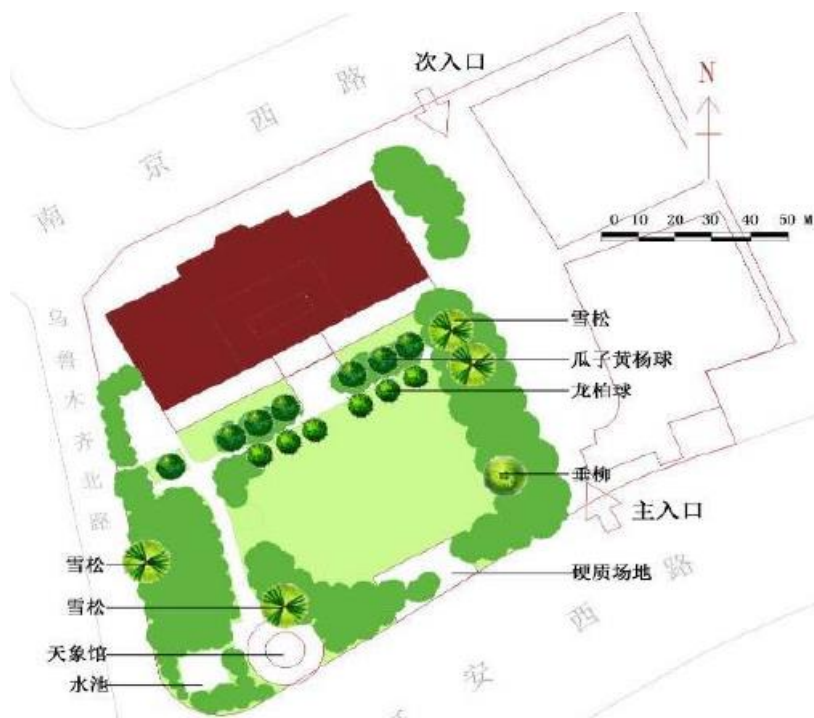 次入口
南京西路
N
0 10 20 30 40 50 M
乌鲁木齐北路
雪松
瓜子黄杨球
龙柏球
垂柳
主入口
雪松
雪松
硬质场地
天象馆
水池
安西路